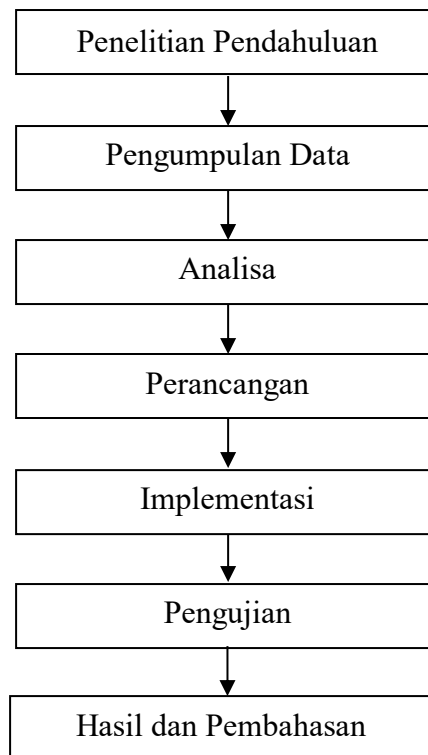 Penelitian Pendahuluan
Pengumpulan Data
Analisa
Perancangan
Implementasi
Pengujian
Hasil dan Pembahasan